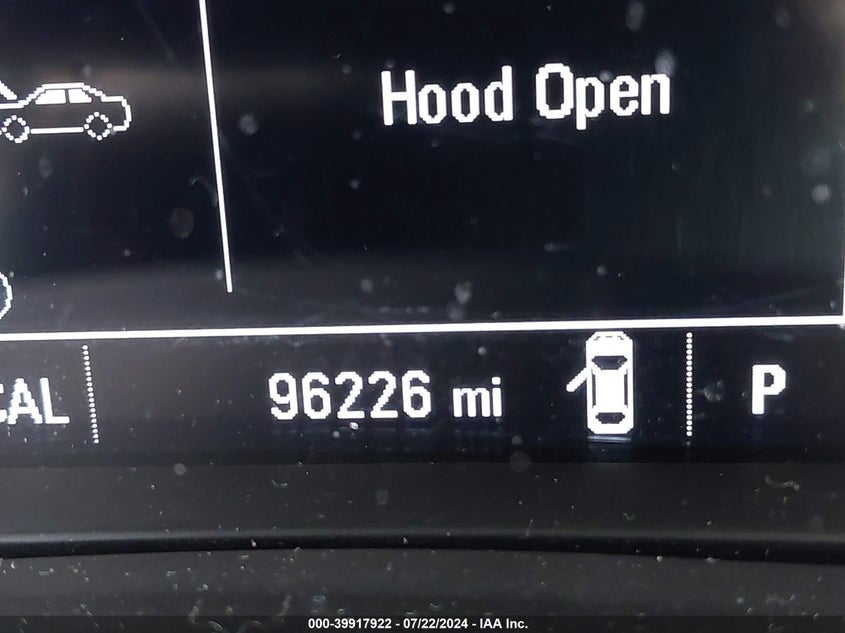 Hood Open
CAL
96226 mi
P
000-39917922 - 07/22/2024 - IAA Inc.